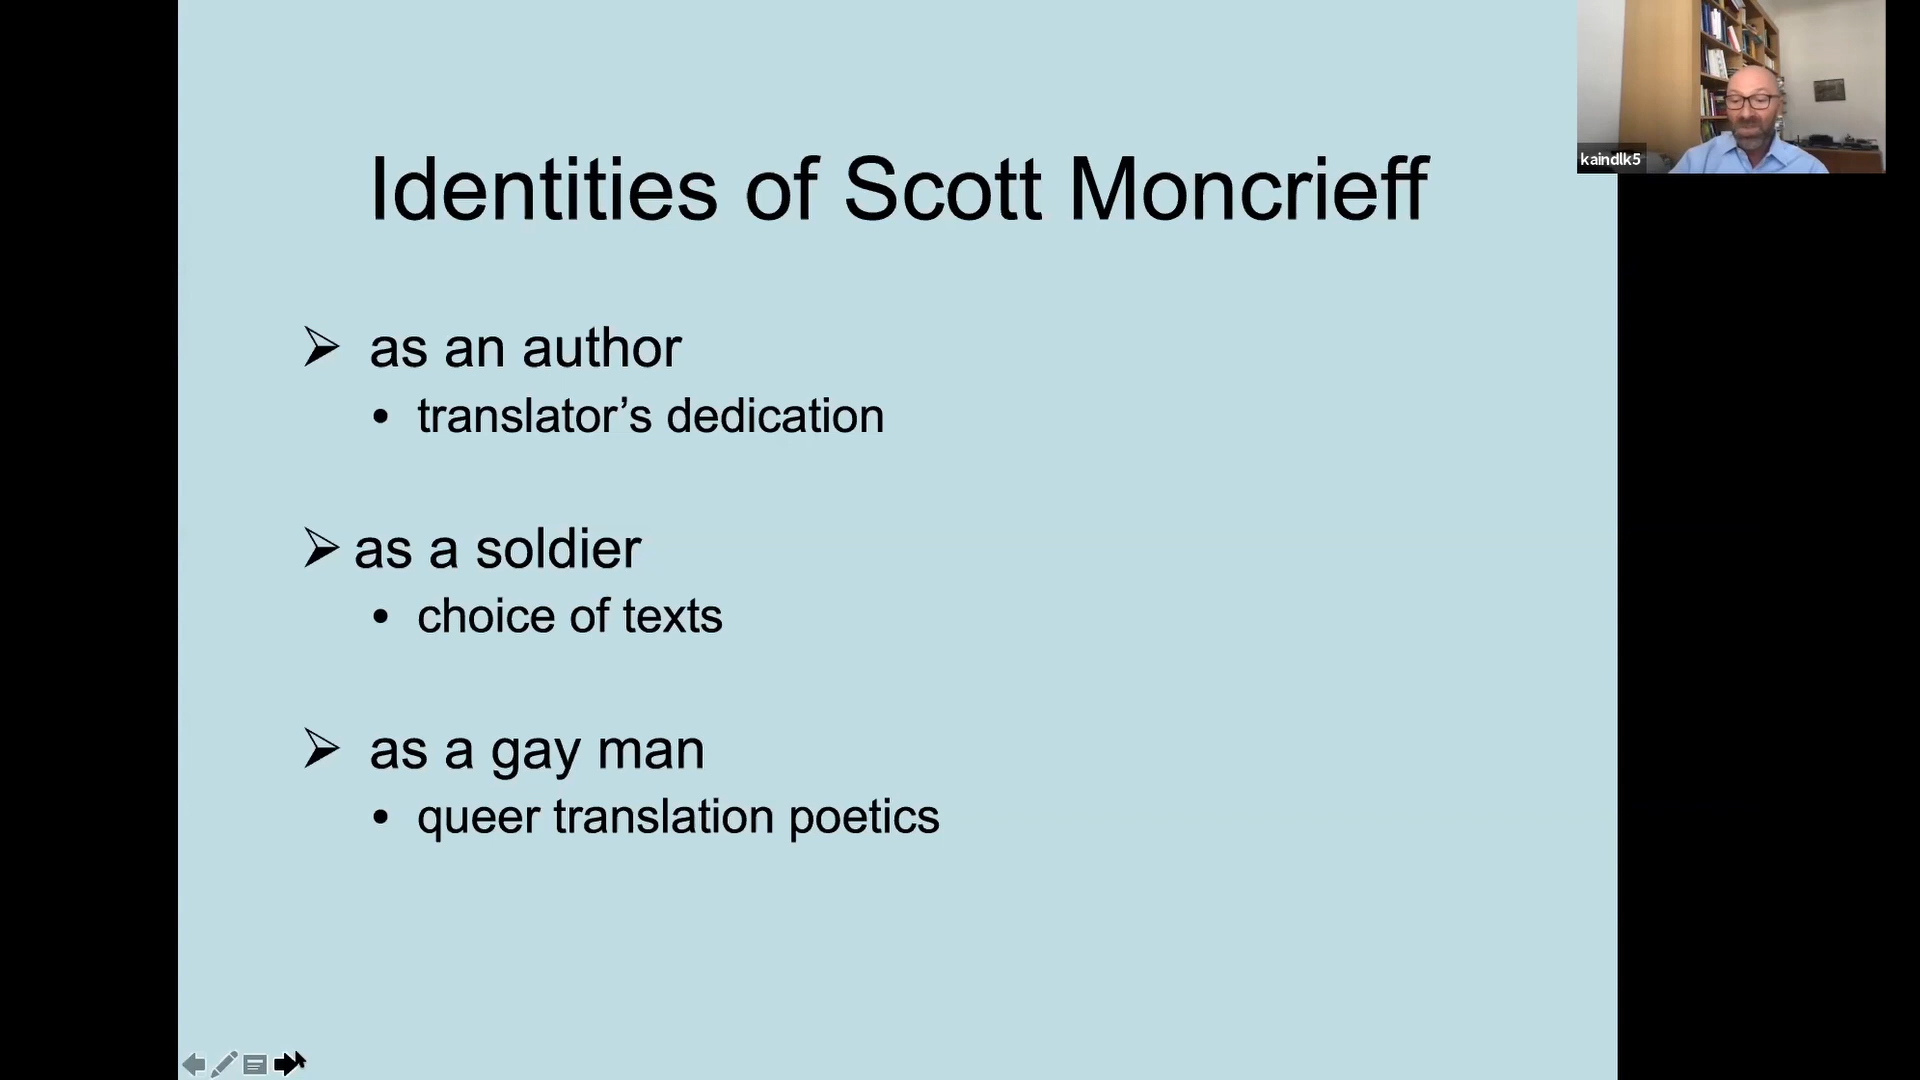 Identities of Scott Moncrieff
kaindlk5
as an author
translator’s dedication
as a soldier
choice of texts
as a gay man
queer translation poetics